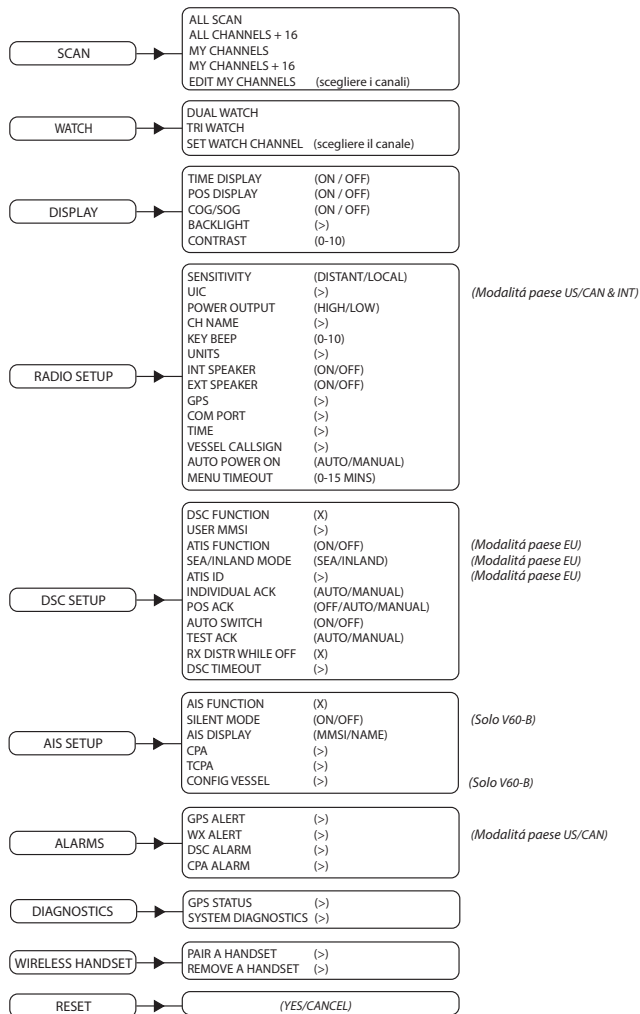 SCAN
ALL SCAN
ALL CHANNELS + 16
MY CHANNELS
MY CHANNELS + 16
EDIT MY CHANNELS (scegliere i canali)
WATCH
DUAL WATCH
TRI WATCH
SET WATCH CHANNEL (scegliere il canale)
DISPLAY
TIME DISPLAY (ON / OFF)
POS DISPLAY (ON / OFF)
COG/SOG (ON / OFF)
BACKLIGHT (>)
CONTRAST (0-10)
RADIO SETUP
SENSITIVITY (DISTANT/LOCAL)
UIC (>) (Modalitá paese US/CAN & INT)
POWER OUTPUT (HIGH/LOW)
CH NAME (>)
KEY BEEP (0-10)
UNITS (>)
INT SPEAKER (ON/OFF)
EXT SPEAKER (ON/OFF)
GPS (>)
COM PORT (>)
TIME (>)
VESSEL CALLSIGN (>)
AUTO POWER ON (AUTO/MANUAL)
MENU TIMEOUT (0-15 MINS)
DSC SETUP
DSC FUNCTION (X)
USER MMSI (>)
ATIS FUNCTION (ON/OFF) (Modalitá paese EU)
SEA/INLAND MODE (SEA/INLAND) (Modalitá paese EU)
ATIS ID (>) (Modalitá paese EU)
INDIVIDUAL ACK (AUTO/MANUAL)
POS ACK (OFF/AUTO/MANUAL)
AUTO SWITCH (ON/OFF)
TEST ACK (AUTO/MANUAL)
RX DISTR WHILE OFF (X)
DSC TIMEOUT (>)
AIS SETUP
AIS FUNCTION (X)
SILENT MODE (ON/OFF) (Solo V60-B)
AIS DISPLAY (MMSI/NAME)
CPA (>)
TCPA (>)
CONFIG VESSEL (>) (Solo V60-B)
ALARMS
GPS ALERT (>)
WX ALERT (>) (Modalitá paese US/CAN)
DSC ALARM (>)
CPA ALARM (>)
DIAGNOSTICS
GPS STATUS (>)
SYSTEM DIAGNOSTICS (>)
WIRELESS HANDSET
PAIR A HANDSET (>)
REMOVE A HANDSET (>)
RESET
(YES/CANCEL)